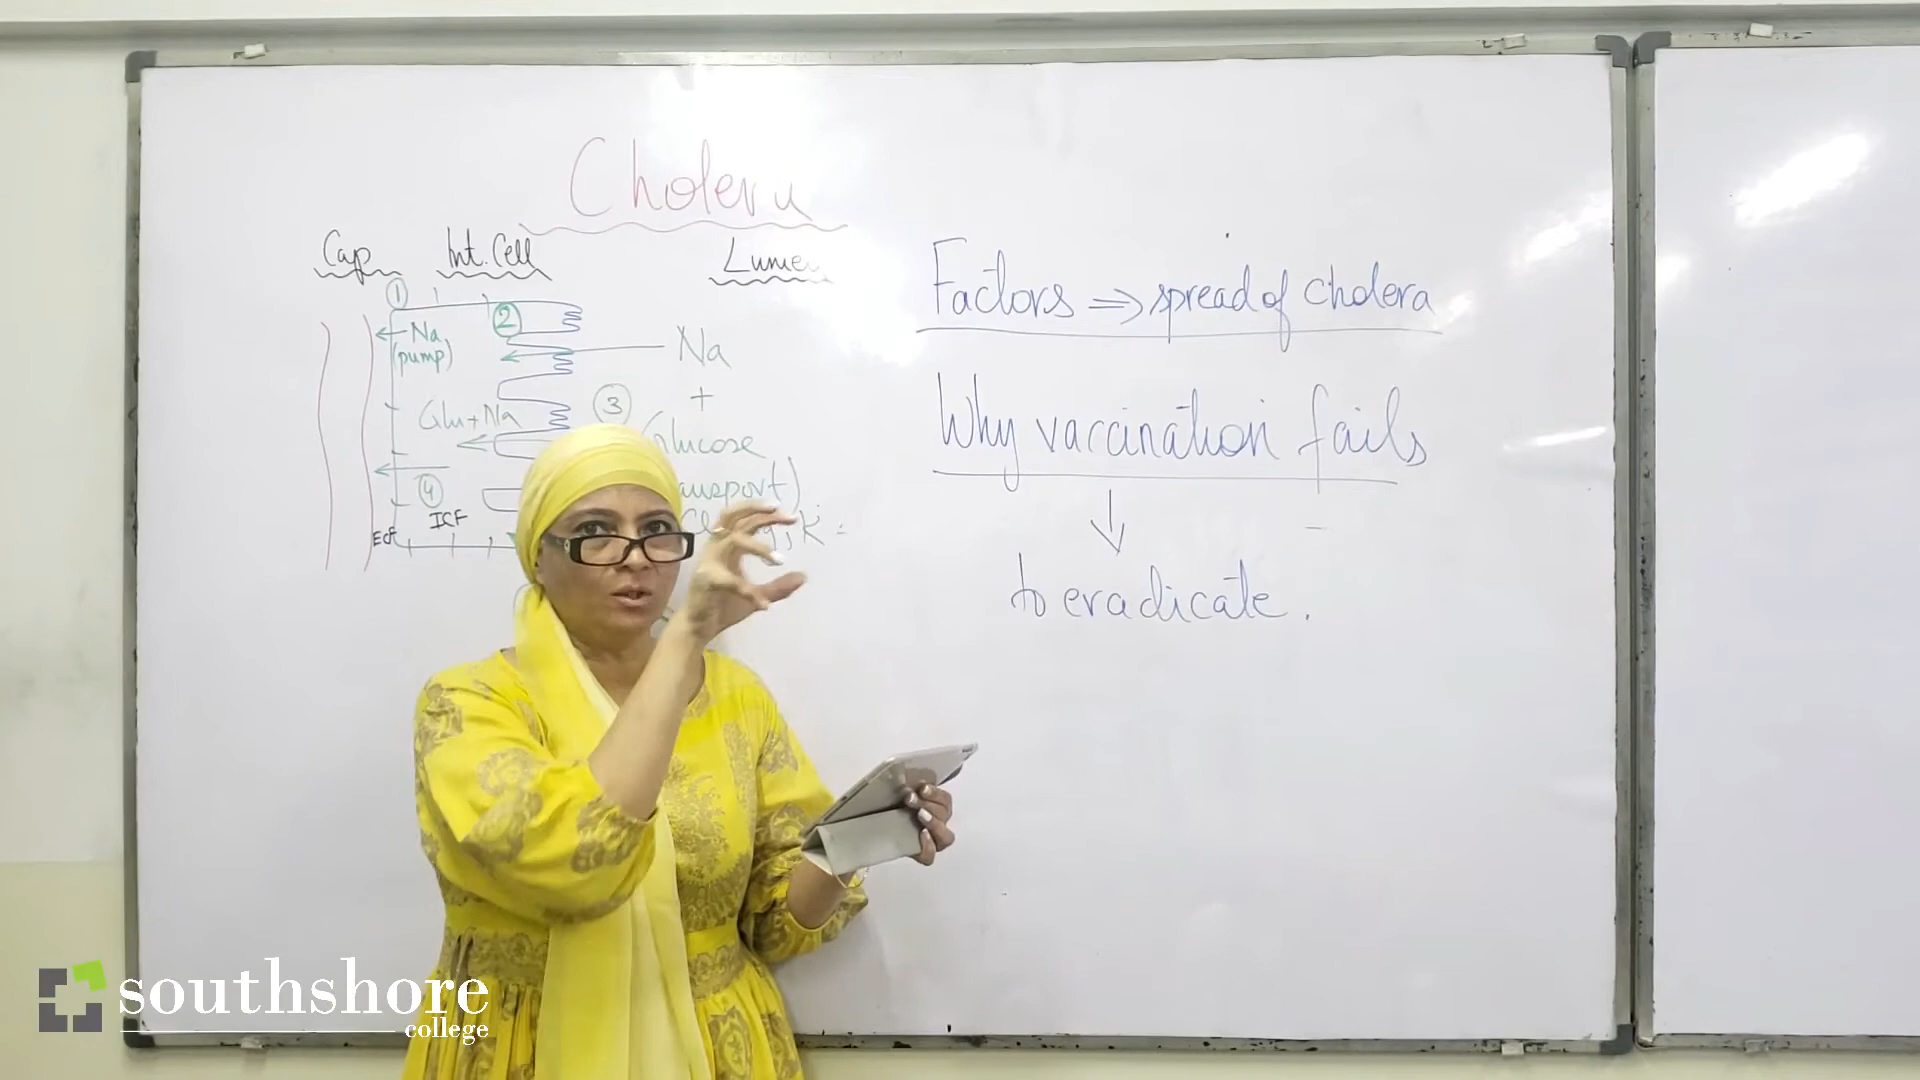 Cholera
Cap Int. Cell Lumen
1
Na
(pump)
2
Na
+
3
Glucose
Glu+Na
4
ICF
ECF
Factors ⇒ spread of cholera
Why vaccination fails
↓
to eradicate.
southshore
college